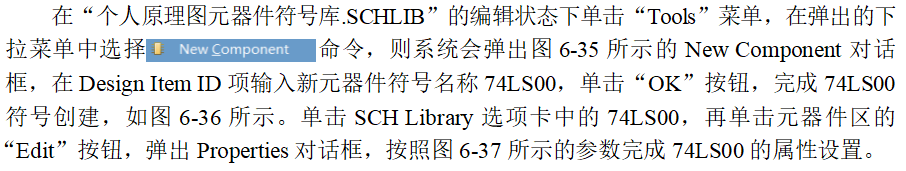 在“个人原理图元器件符号库.SCHLIB”的编辑状态下单击“Tools”菜单，在弹出的下
拉菜单中选择 New Component 命令，则系统会弹出图 6-35 所示的 New Component 对话
框，在 Design Item ID 项输入新元器件符号名称 74LS00，单击“OK”按钮，完成 74LS00
符号创建，如图 6-36 所示。单击 SCH Library 选项卡中的 74LS00，再单击元器件区的
“Edit”按钮，弹出 Properties 对话框，按照图 6-37 所示的参数完成 74LS00 的属性设置。